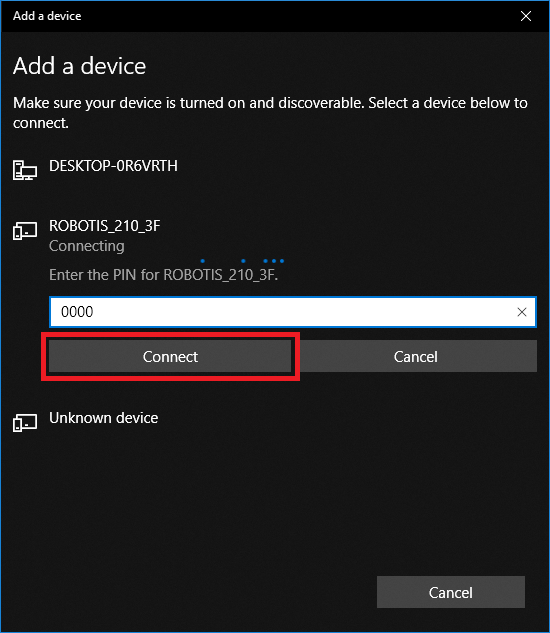 Add a device
Add a device
Make sure your device is turned on and discoverable. Select a device below to
connect.
DESKTOP-0R6VRTH
ROBOTIS_210_3F
Connecting
Enter the PIN for ROBOTIS_210_3F.
0000
Connect Cancel
Unknown device
Cancel